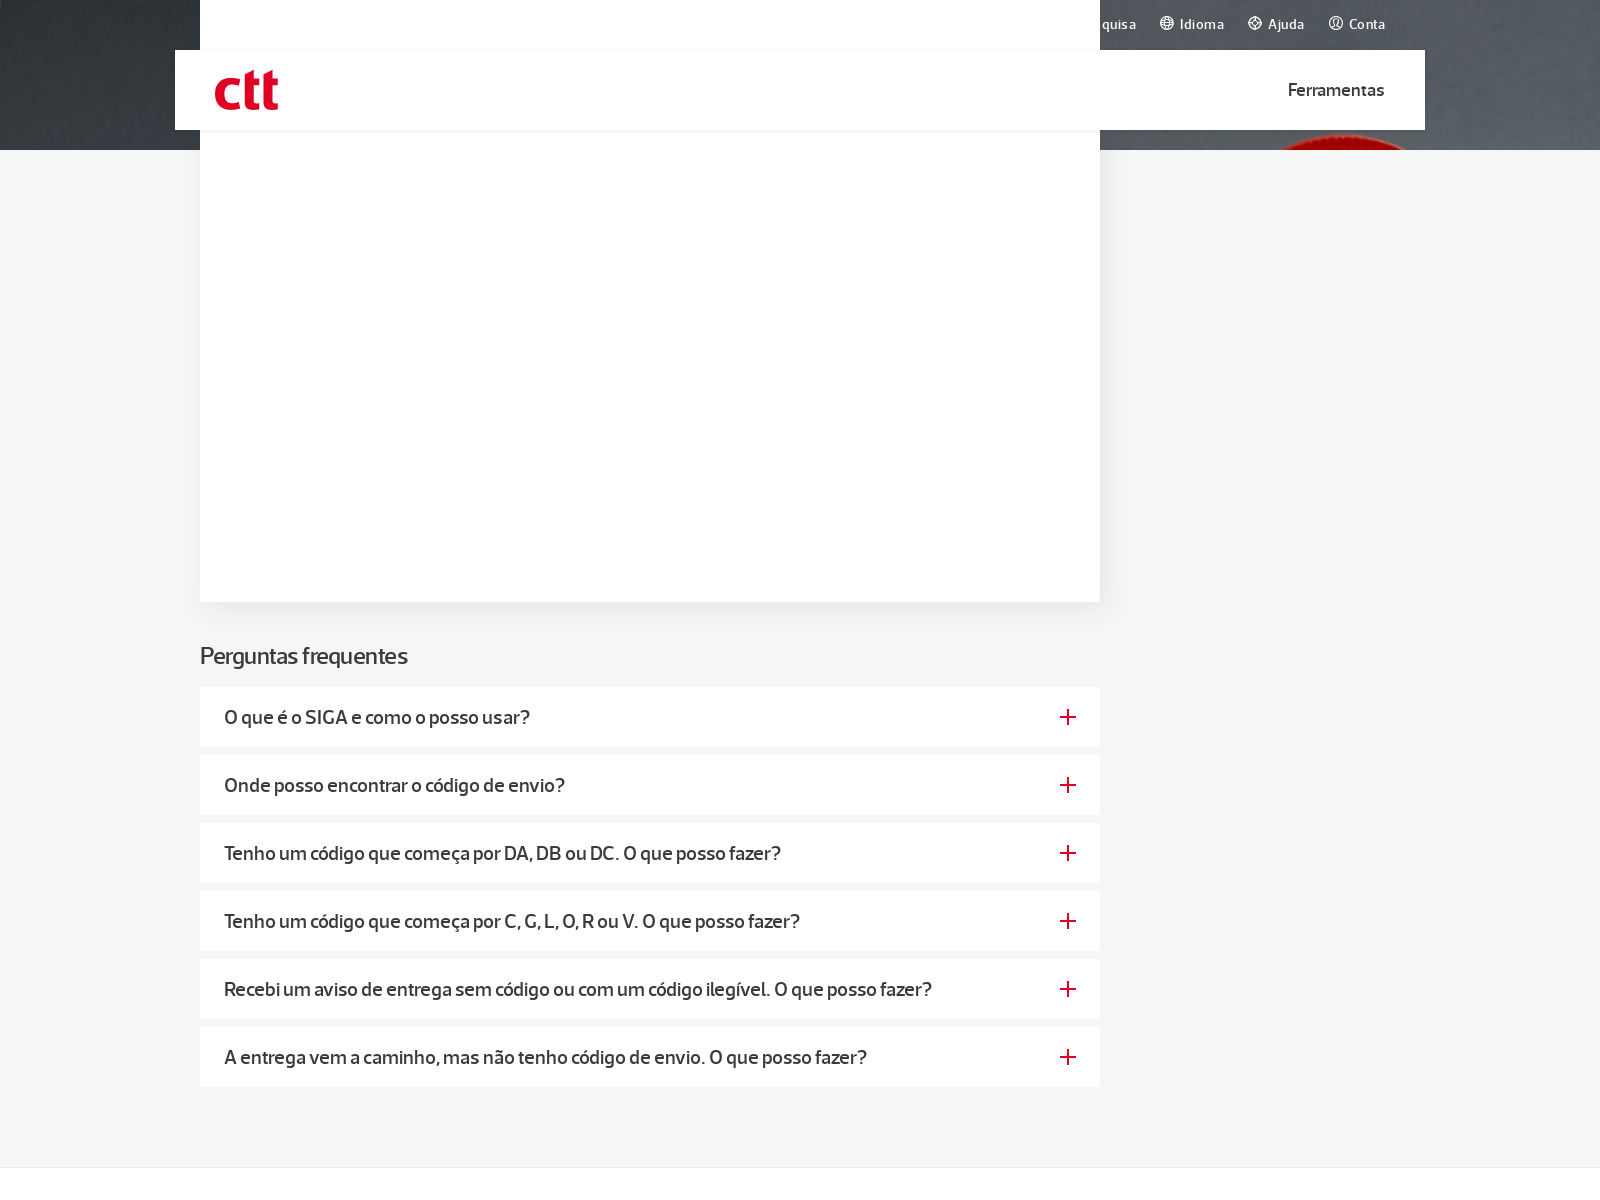 Idioma
Ajuda
Conta
ctt
Ferramentas
Perguntas frequentes
O que é o SIGA e como o posso usar?
Onde posso encontrar o código de envio?
Tenho um código que começa por DA, DB ou DC. O que posso fazer?
Tenho um código que começa por C, G, L, O, R ou V. O que posso fazer?
Recebi um aviso de entrega sem código ou com um código ilegível. O que posso fazer?
A entrega vem a caminho, mas não tenho código de envio. O que posso fazer?